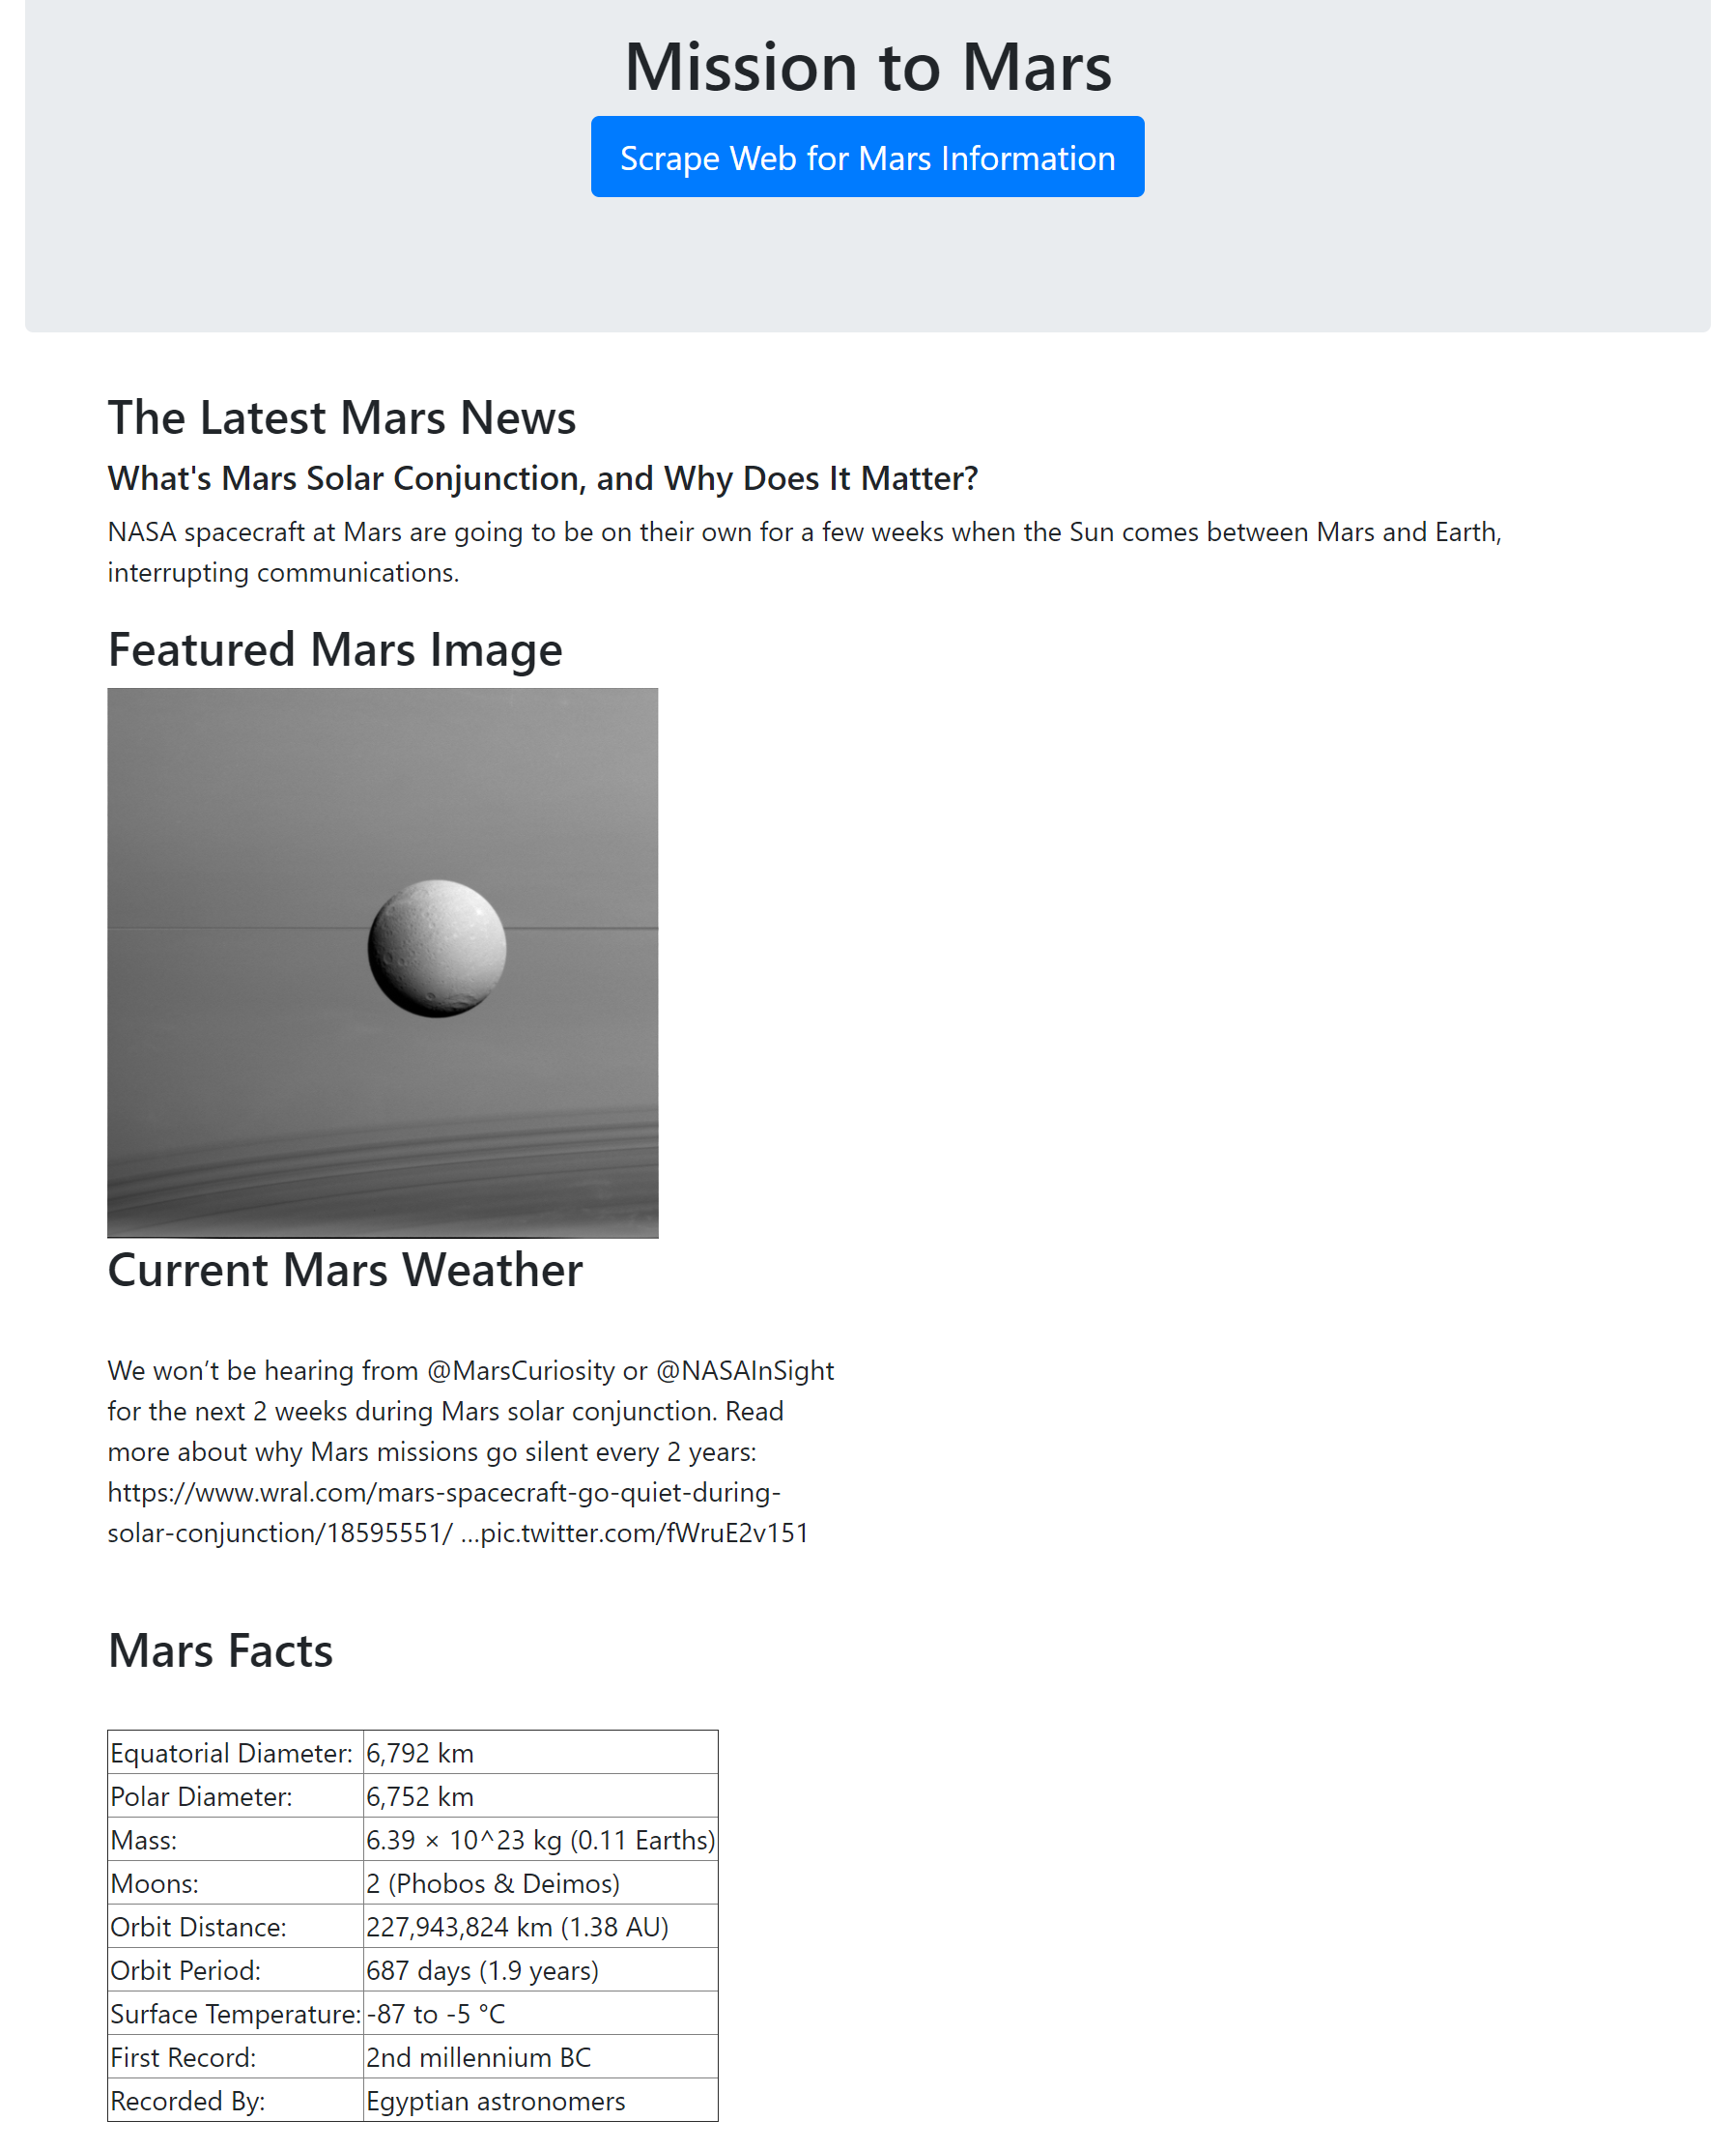 Mission to Mars
Scrape Web for Mars Information
The Latest Mars News
What's Mars Solar Conjunction, and Why Does It Matter?
NASA spacecraft at Mars are going to be on their own for a few weeks when the Sun comes between Mars and Earth,
interrupting communications.
Featured Mars Image
Current Mars Weather
We won’t be hearing from @MarsCuriosity or @NASAInSight
for the next 2 weeks during Mars solar conjunction. Read
more about why Mars missions go silent every 2 years:
https://www.wral.com/mars-spacecraft-go-quiet-during-
solar-conjunction/18595551/ …pic.twitter.com/fWruE2v151
Mars Facts
Equatorial Diameter: 6,792 km
Polar Diameter: 6,752 km
Mass: 6.39 × 10^23 kg (0.11 Earths)
Moons: 2 (Phobos & Deimos)
Orbit Distance: 227,943,824 km (1.38 AU)
Orbit Period: 687 days (1.9 years)
Surface Temperature: -87 to -5 °C
First Record: 2nd millennium BC
Recorded By: Egyptian astronomers